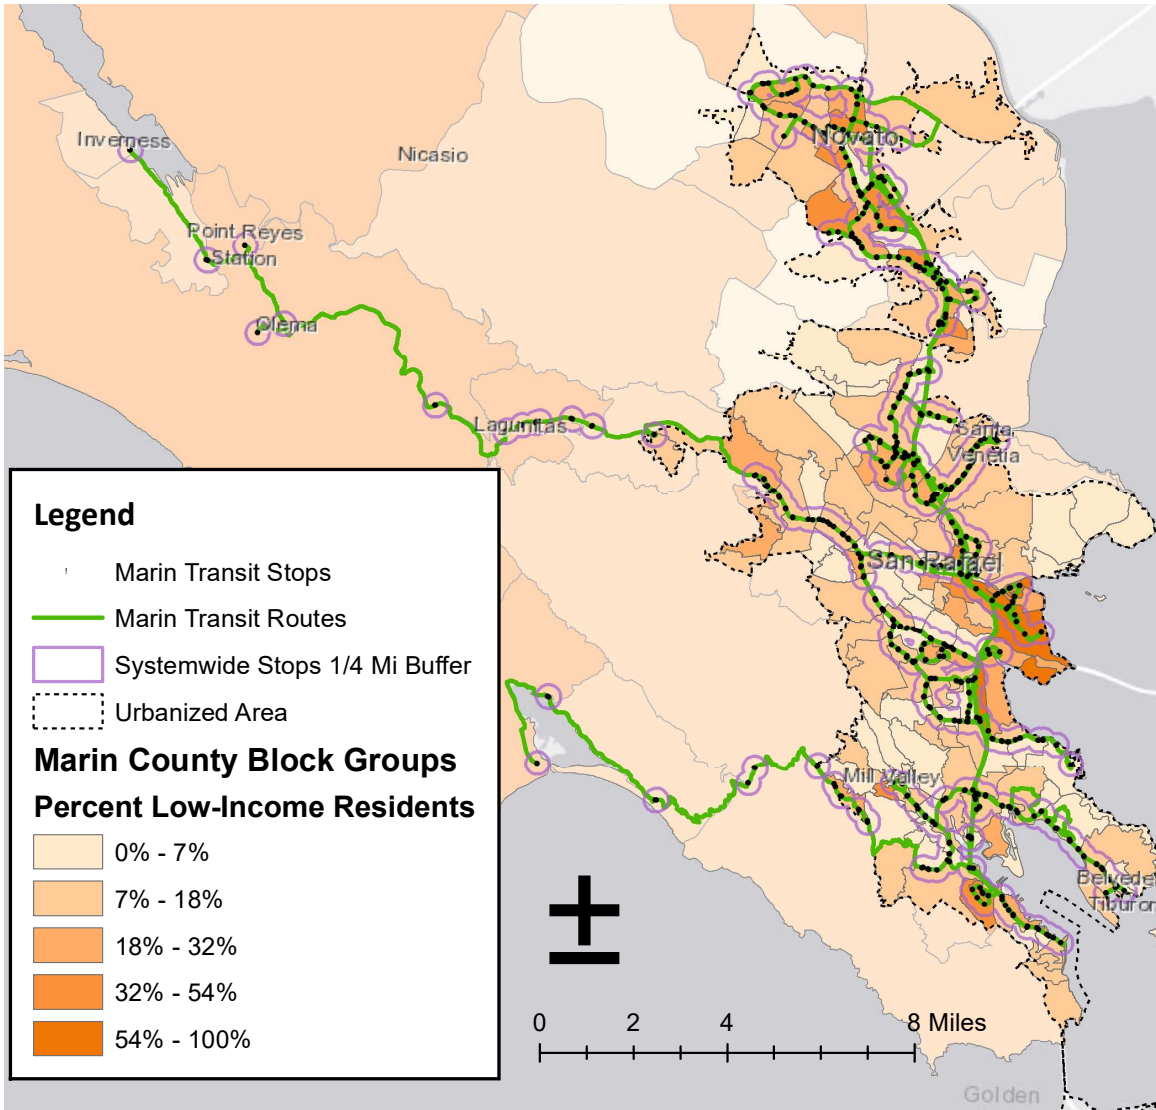 Inverness
Nicasio
Novato
Point Reyes
Station
Olema
Lagunitas
Santa
Venetia
San Rafael
Mill Valley
Belvede
Tiburon
Golden
Legend
Marin Transit Stops
Marin Transit Routes
Systemwide Stops 1/4 Mi Buffer
Urbanized Area
Marin County Block Groups
Percent Low-Income Residents
0% - 7%
7% - 18%
18% - 32%
32% - 54%
54% - 100%
±
0 2 4 8 Miles